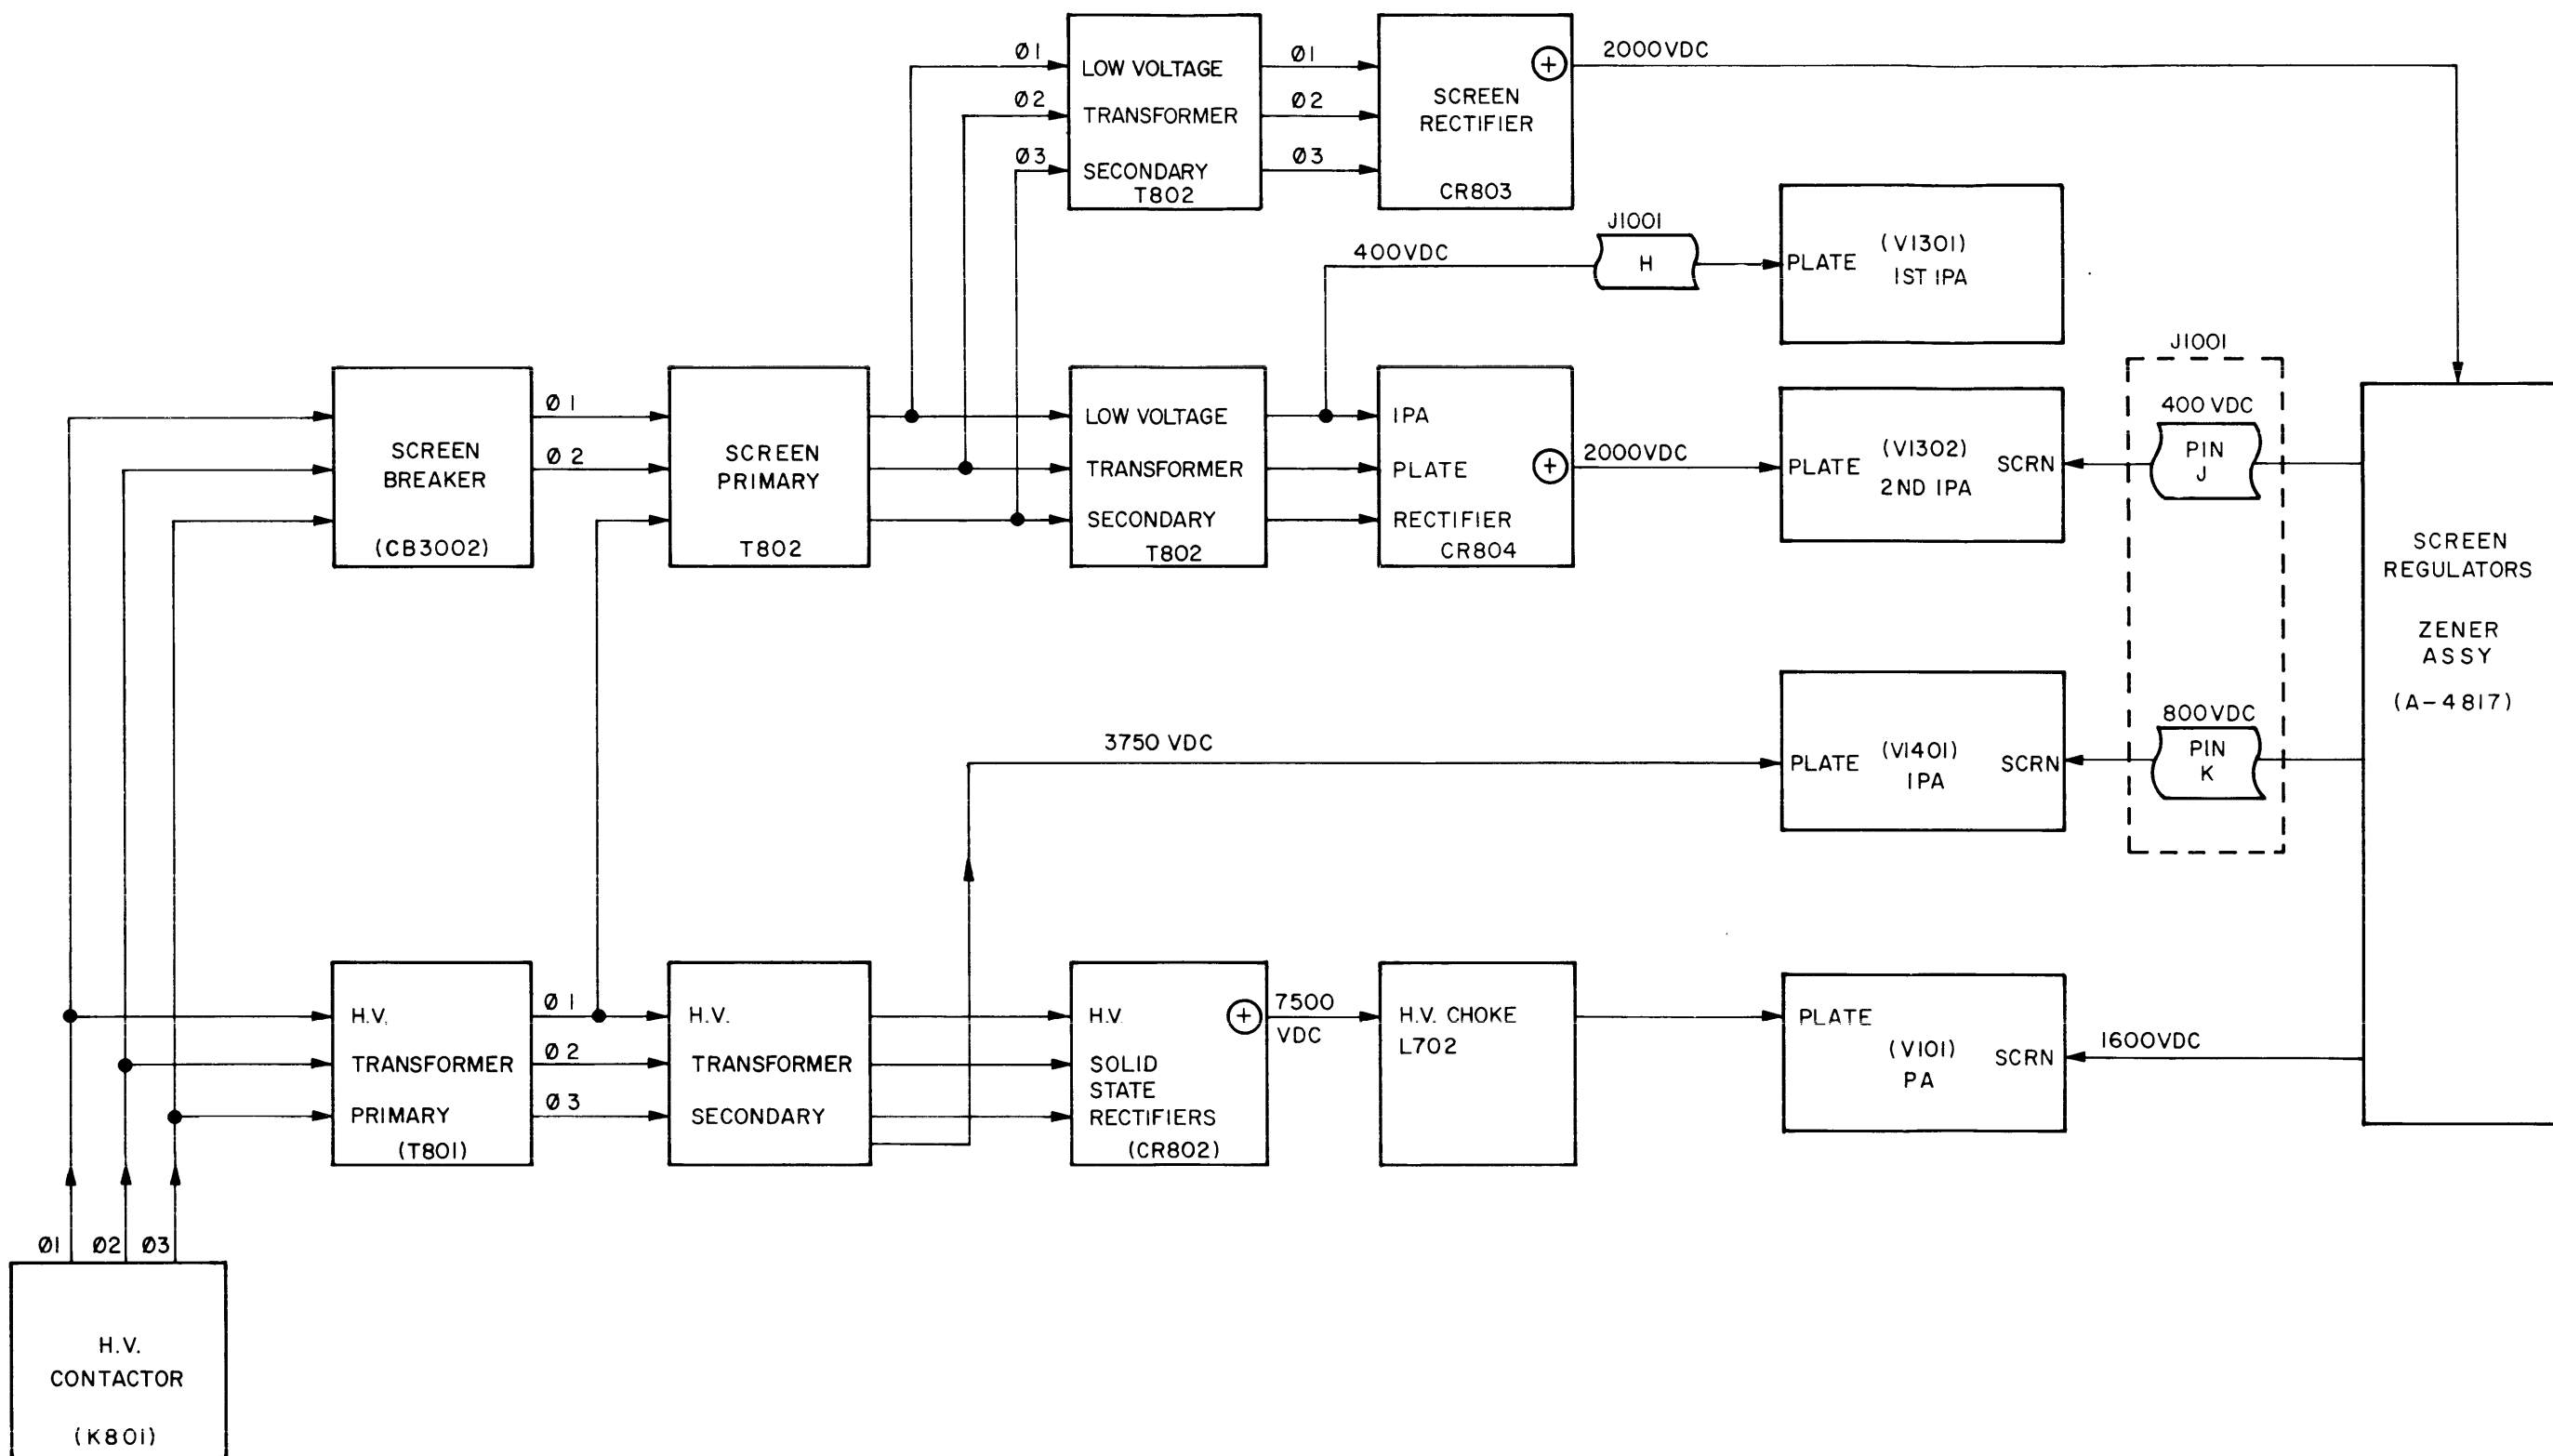 Ø1
LOW VOLTAGE
Ø2
TRANSFORMER
Ø3
SECONDARY
T802
Ø1
Ø2
Ø3
SCREEN
RECTIFIER
CR803
+
2000VDC
400VDC
J1001
H
PLATE
(V1301)
1ST IPA
SCREEN
BREAKER
(CB3002)
Ø1
Ø2
SCREEN
PRIMARY
T802
LOW VOLTAGE
TRANSFORMER
SECONDARY
T802
IPA
PLATE
RECTIFIER
CR804
+
2000VDC
PLATE
(V1302)
2ND IPA
SCRN
J1001
400 VDC
PIN
J
800VDC
PIN
K
SCREEN
REGULATORS
ZENER
ASSY
(A-4817)
3750 VDC
PLATE
(V1401)
IPA
SCRN
H.V.
TRANSFORMER
PRIMARY
(T801)
Ø1
Ø2
Ø3
H.V.
TRANSFORMER
SECONDARY
H.V.
SOLID
STATE
RECTIFIERS
(CR802)
+
7500
VDC
H.V. CHOKE
L702
PLATE
(V101)
PA
SCRN
1600VDC
Ø1
Ø2
Ø3
H.V.
CONTACTOR
(K801)